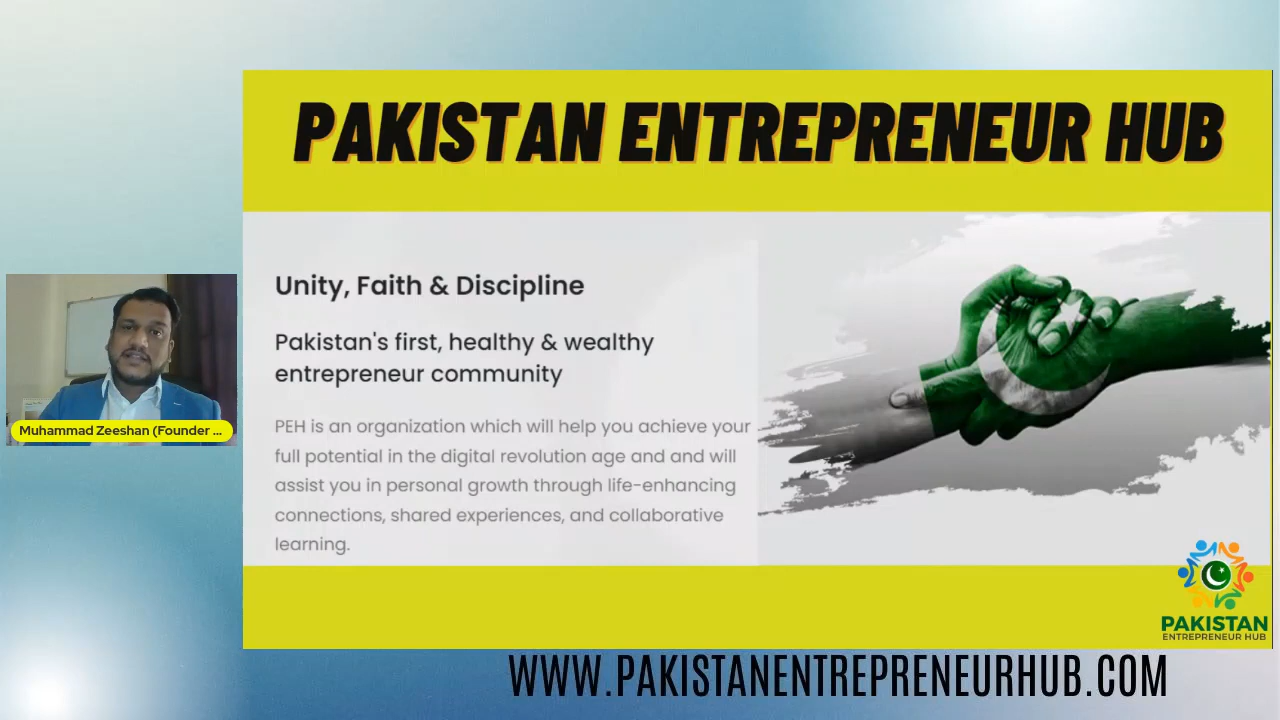 PAKISTAN ENTREPRENEUR HUB
Unity, Faith & Discipline
Pakistan's first, healthy & wealthy
entrepreneur community
PEH is an organization which will help you achieve your
full potential in the digital revolution age and and will
assist you in personal growth through life-enhancing
connections, shared experiences, and collaborative
learning.
Muhammad Zeeshan (Founder ...
PAKISTAN
ENTREPRENEUR HUB
WWW.PAKISTANENTREPRENEURHUB.COM